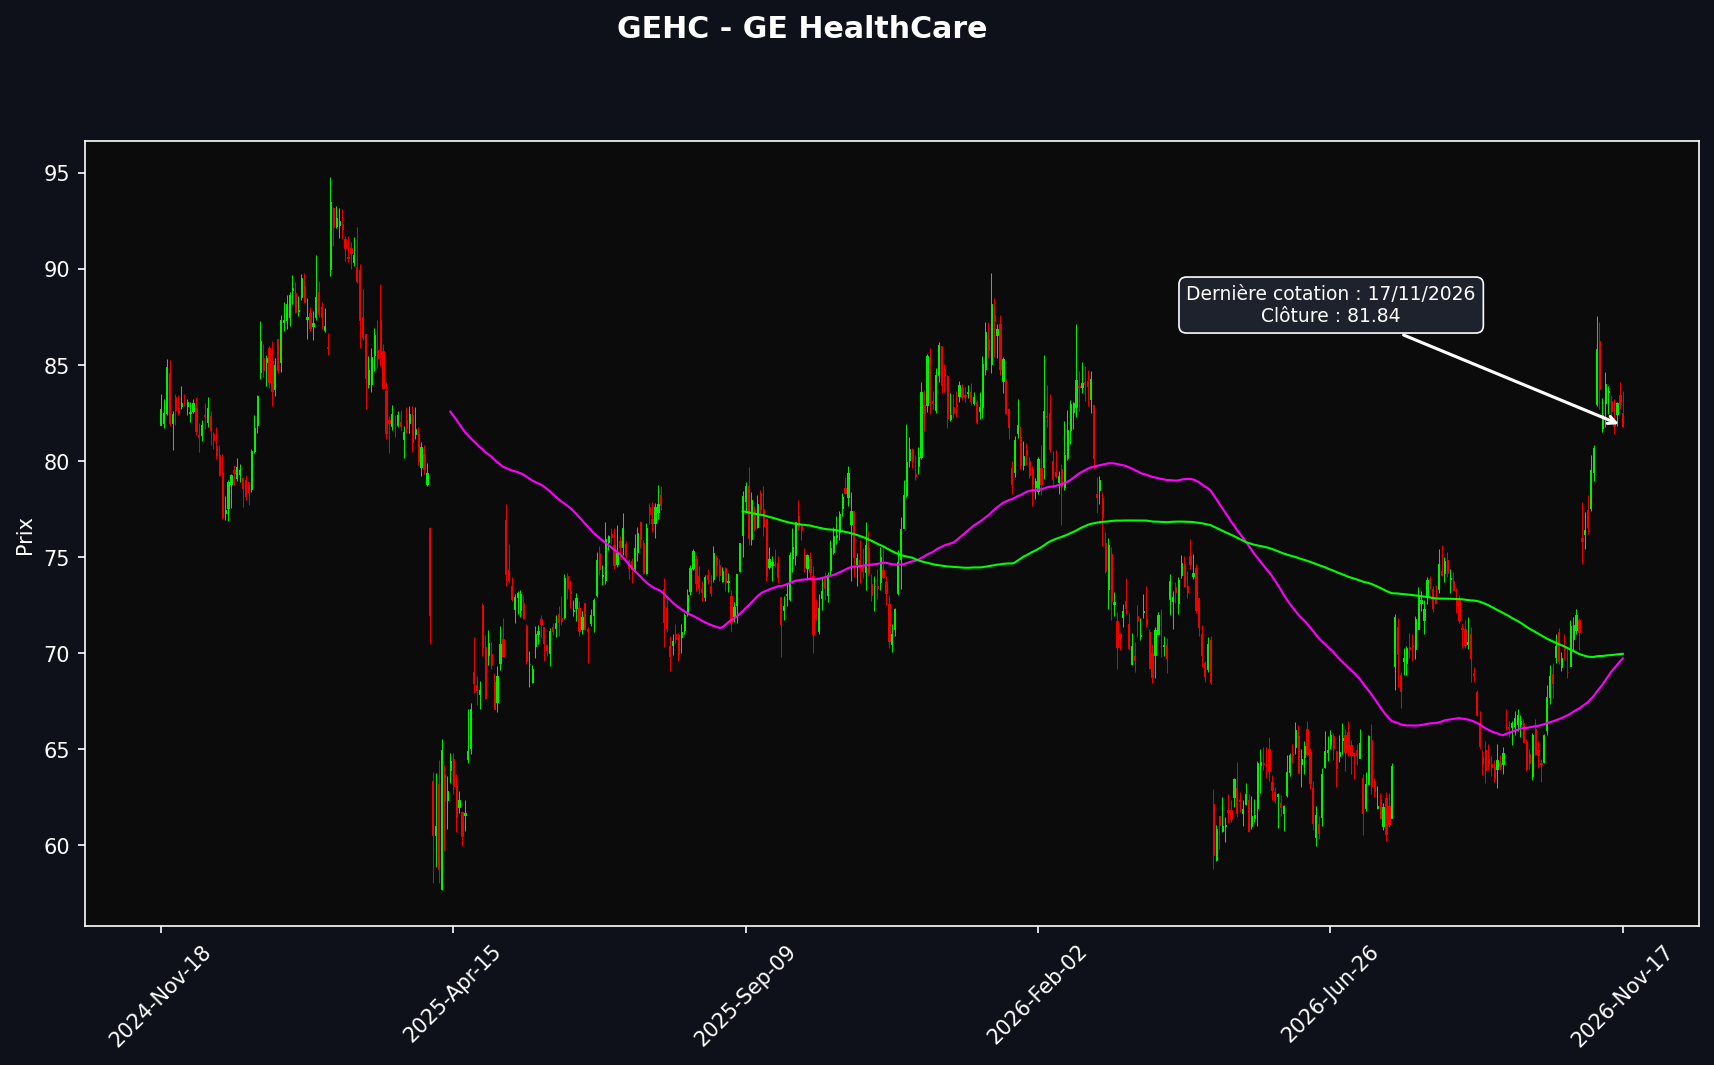 GEHC - GE HealthCare
Prix
95
90
85
80
75
70
65
60
Dernière cotation : 17/11/2026
Clôture : 81.84
2024-Nov-18
2025-Apr-15
2025-Sep-09
2026-Feb-02
2026-Jun-26
2026-Nov-17